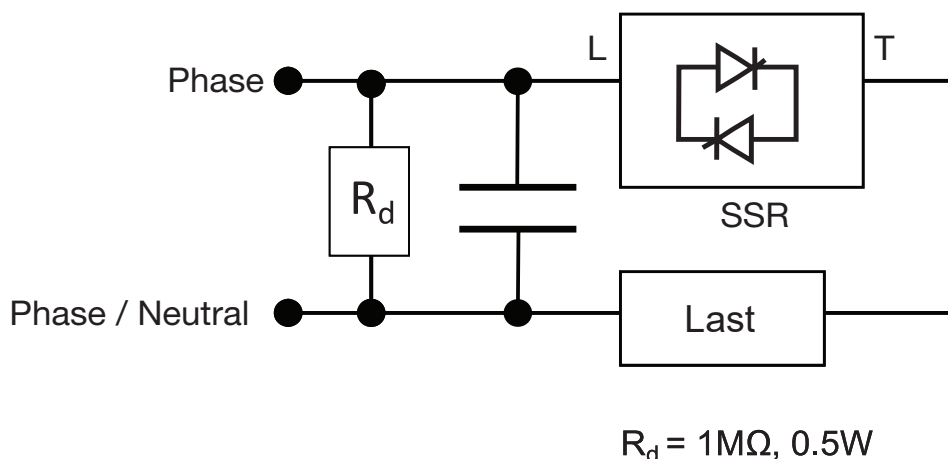 L
T
Phase
Rd
SSR
Phase / Neutral
Last
Rd = 1MΩ, 0.5W